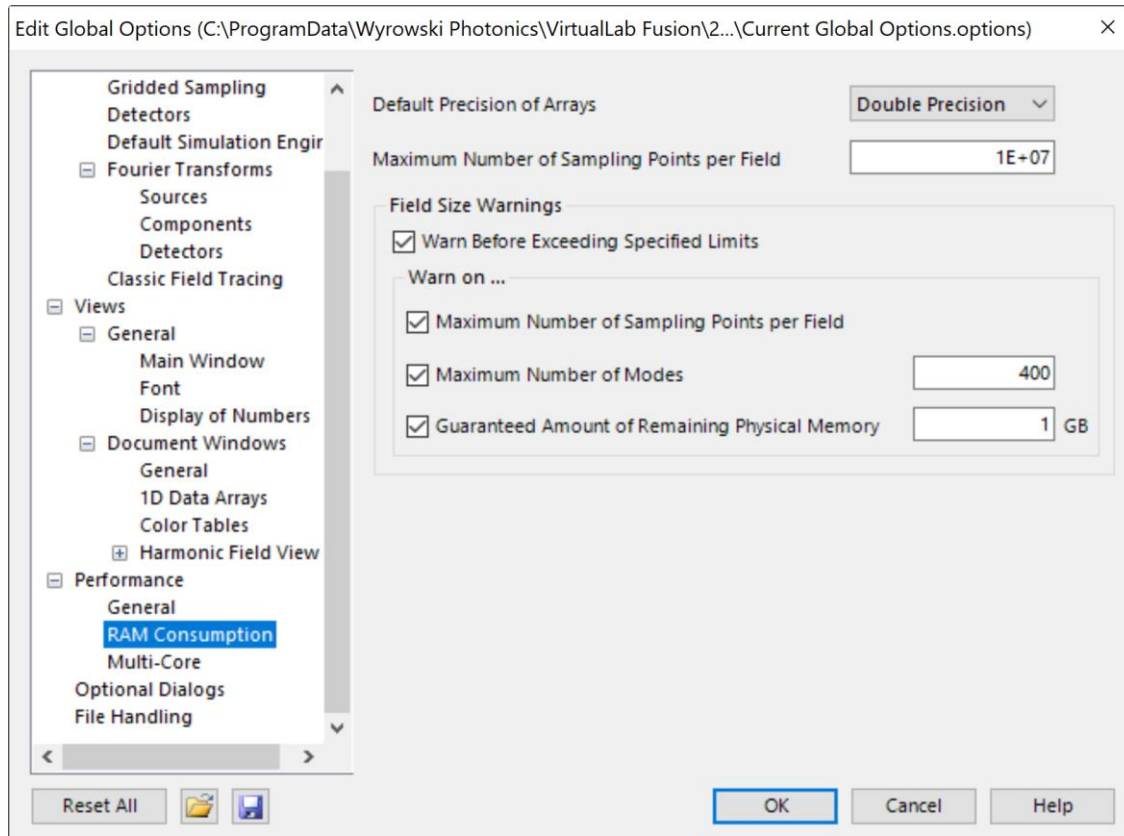 Edit Global Options (C:\ProgramData\Wyrowski Photonics\VirtualLab Fusion\2...\Current Global Options.options)
Gridded Sampling
Detectors
Default Simulation Engir
Fourier Transforms
Sources
Components
Detectors
Classic Field Tracing
Views
General
Main Window
Font
Display of Numbers
Document Windows
General
1D Data Arrays
Color Tables
Harmonic Field View
Performance
General
RAM Consumption
Multi-Core
Optional Dialogs
File Handling
Default Precision of Arrays Double Precision
Maximum Number of Sampling Points per Field 1E+07
Field Size Warnings
Warn Before Exceeding Specified Limits
Warn on ...
Maximum Number of Sampling Points per Field
Maximum Number of Modes 400
Guaranteed Amount of Remaining Physical Memory 1 GB
Reset All OK Cancel Help